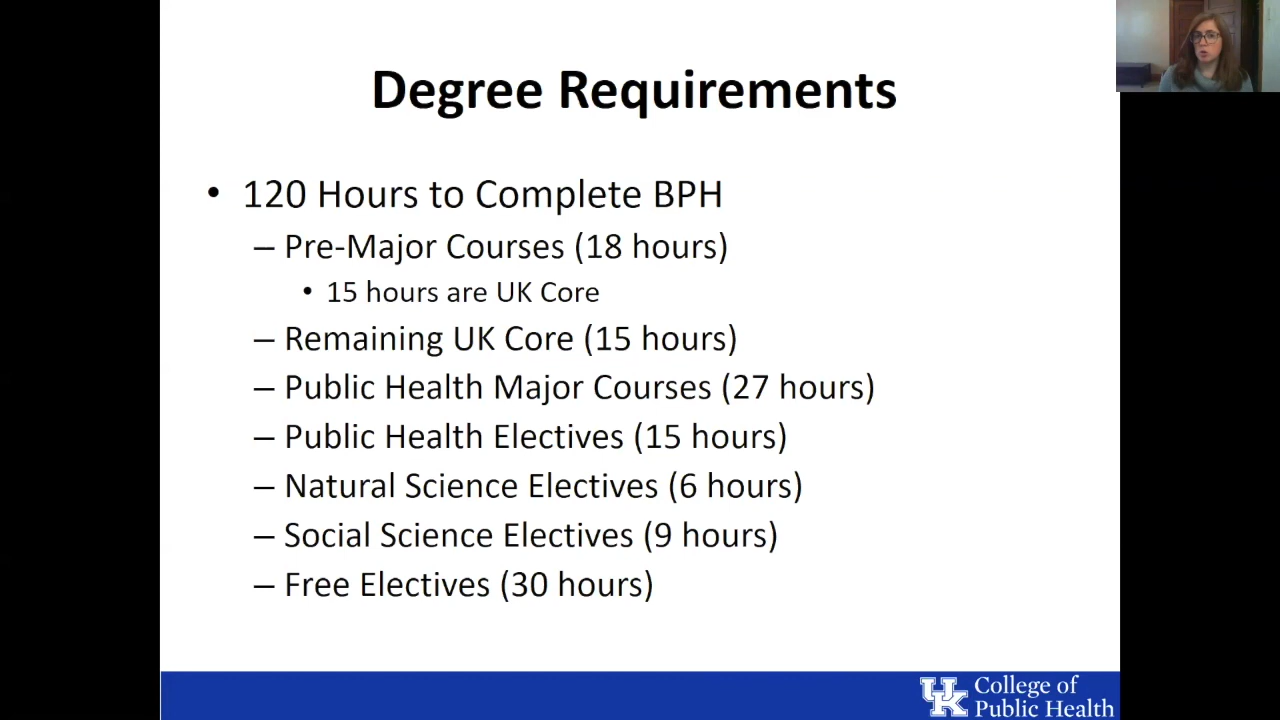 Degree Requirements
• 120 Hours to Complete BPH
– Pre-Major Courses (18 hours)
• 15 hours are UK Core
– Remaining UK Core (15 hours)
– Public Health Major Courses (27 hours)
– Public Health Electives (15 hours)
– Natural Science Electives (6 hours)
– Social Science Electives (9 hours)
– Free Electives (30 hours)
UK College of
Public Health